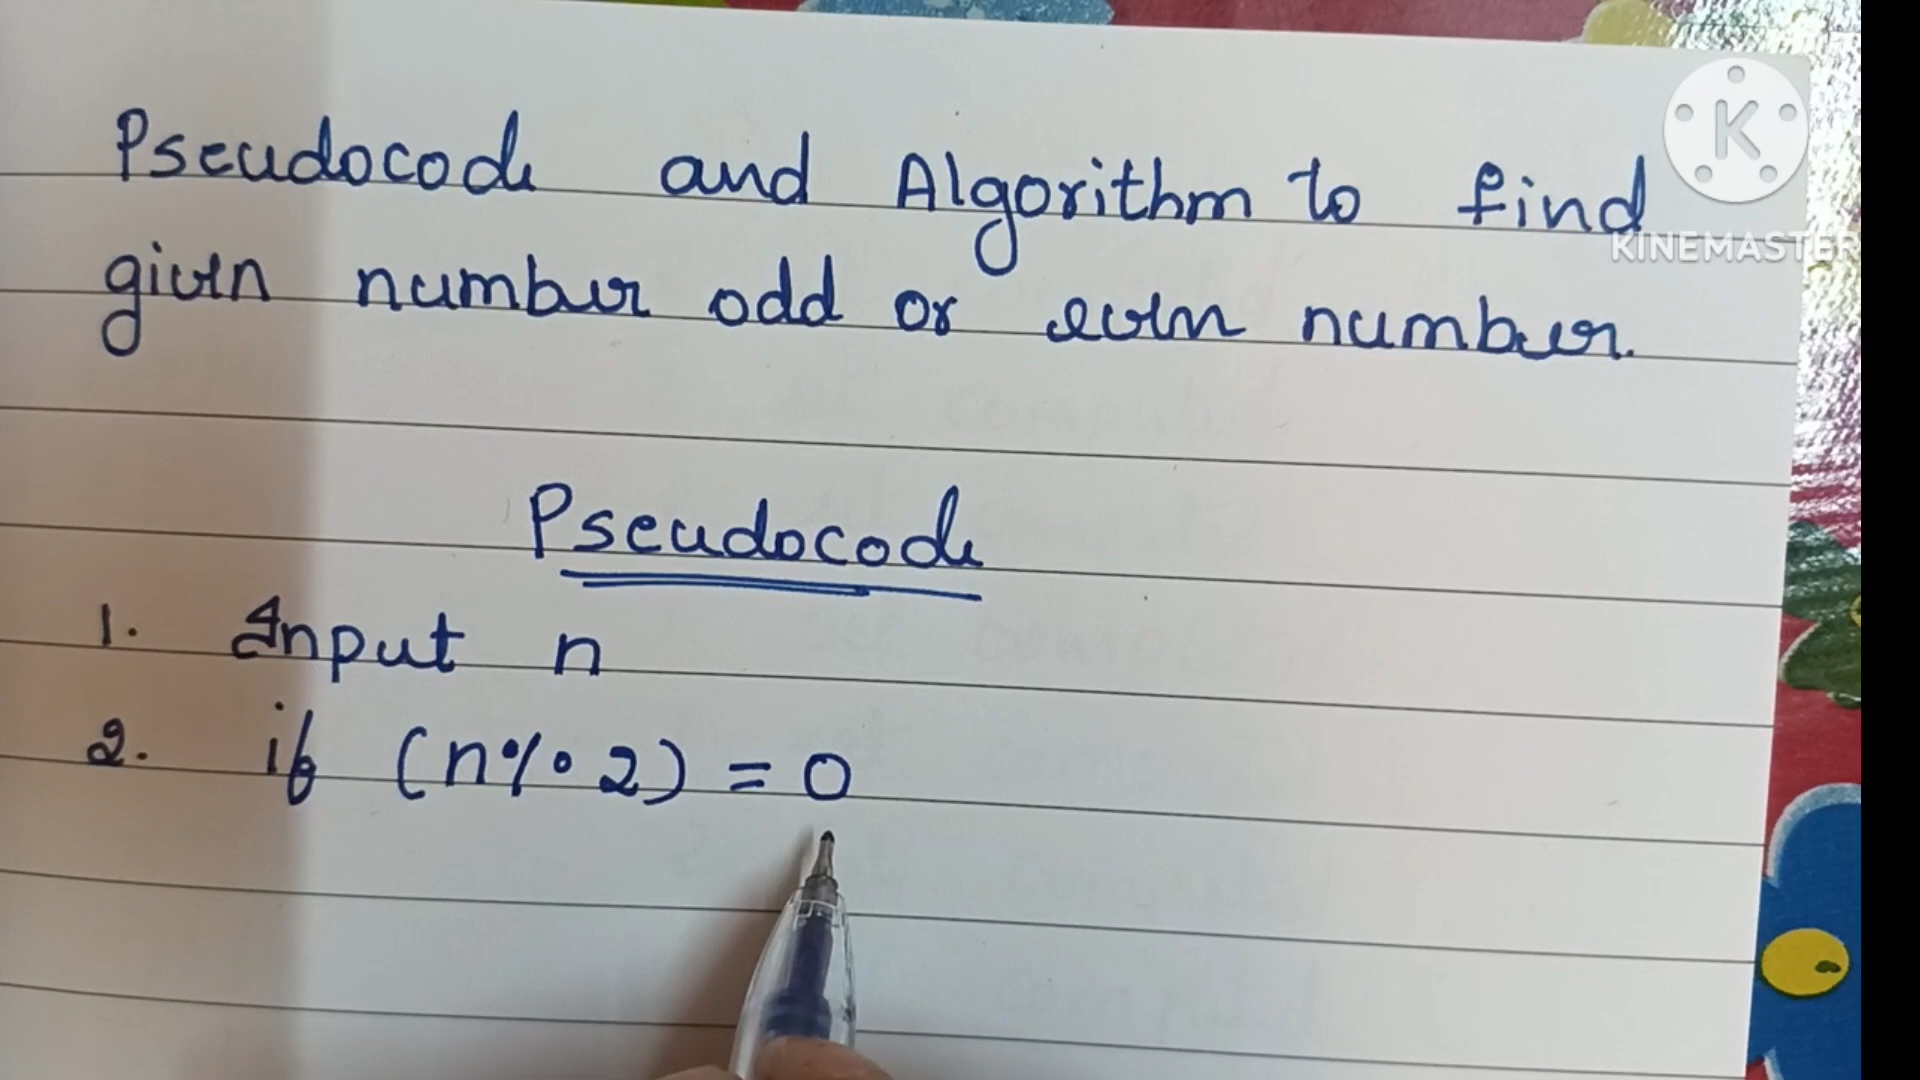 Pseudocode and Algorithm to find
given number odd or even number.
Pseudocode
1. Input n
2. if (n%2) = 0
K
KINEMASTER